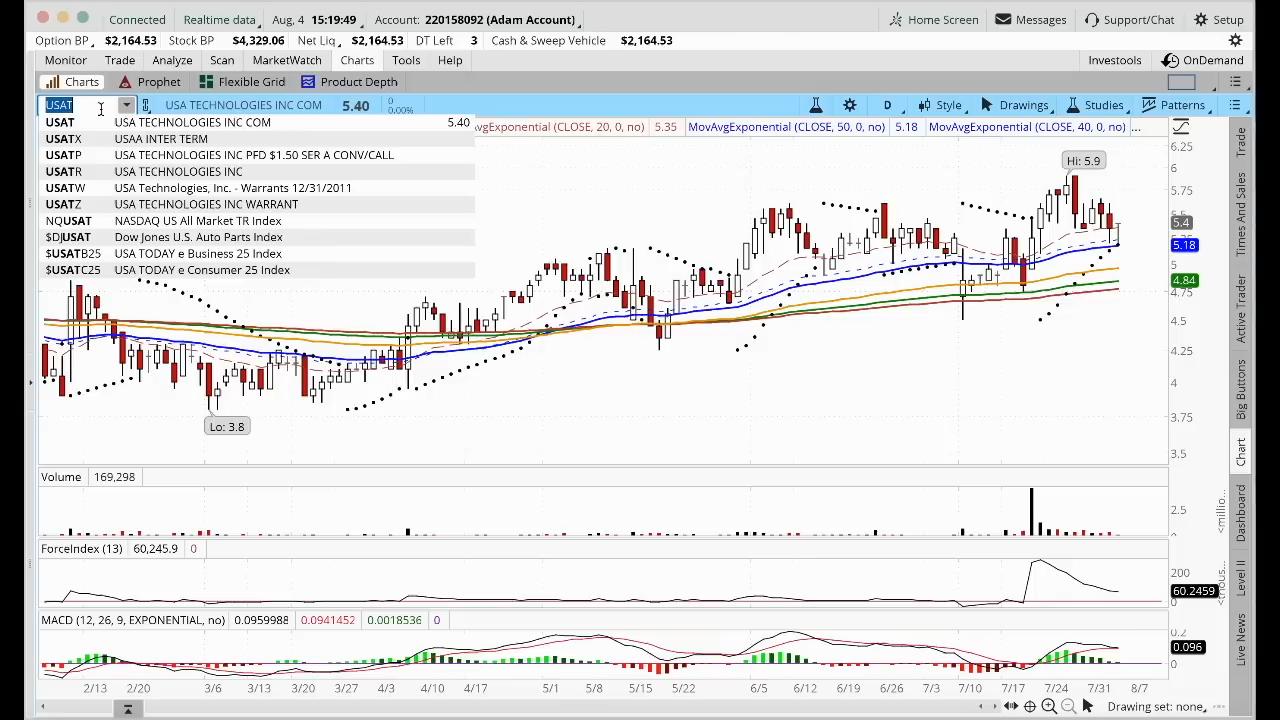 Connected Realtime data Aug, 4 15:19:49 Account: 220158092 (Adam Account) Home Screen Messages Support/Chat Setup
Option BP $2,164.53 Stock BP $4,329.06 Net Liq $2,164.53 DT Left 3 Cash & Sweep Vehicle $2,164.53
Monitor Trade Analyze Scan MarketWatch Charts Tools Help Investools OnDemand
Charts Prophet Flexible Grid Product Depth
USAT USA TECHNOLOGIES INC COM 5.40 0 0.00% D Style Drawings Studies Patterns
USAT USA TECHNOLOGIES INC COM 5.40
vgExponential (CLOSE, 20, 0, no) 5.35 MovAvgExponential (CLOSE, 50, 0, no) 5.18 MovAvgExponential (CLOSE, 40, 0, no) ...
USATX USAA INTER TERM
USATP USA TECHNOLOGIES INC PFD $1.50 SER A CONV/CALL
USATR USA TECHNOLOGIES INC
USATW USA Technologies, Inc. - Warrants 12/31/2011
USATZ USA TECHNOLOGIES INC WARRANT
NQUSAT NASDAQ US All Market TR Index
$DJUSAT Dow Jones U.S. Auto Parts Index
$USATB25 USA TODAY e Business 25 Index
$USATC25 USA TODAY e Consumer 25 Index
Hi: 5.9
Lo: 3.8
6.25
6
5.75
5.4
5.18
5
4.84
4.75
4.5
4.25
4
3.75
3.5
Volume 169,298
2.5
<millio...
ForceIndex (13) 60,245.9 0
200
60.2459
MACD (12, 26, 9, EXPONENTIAL, no) 0.0959988 0.0941452 0.0018536 0
0.2
0.096
0
2/13 2/20 3/6 3/13 3/20 3/27 4/3 4/10 4/17 5/1 5/8 5/15 5/22 6/5 6/12 6/19 7/3 7/10 7/17 7/24 7/31 8/7
Drawing set: none
Trade
Times And Sales
Active Trader
Big Buttons
Chart
Dashboard
Level II
Live News